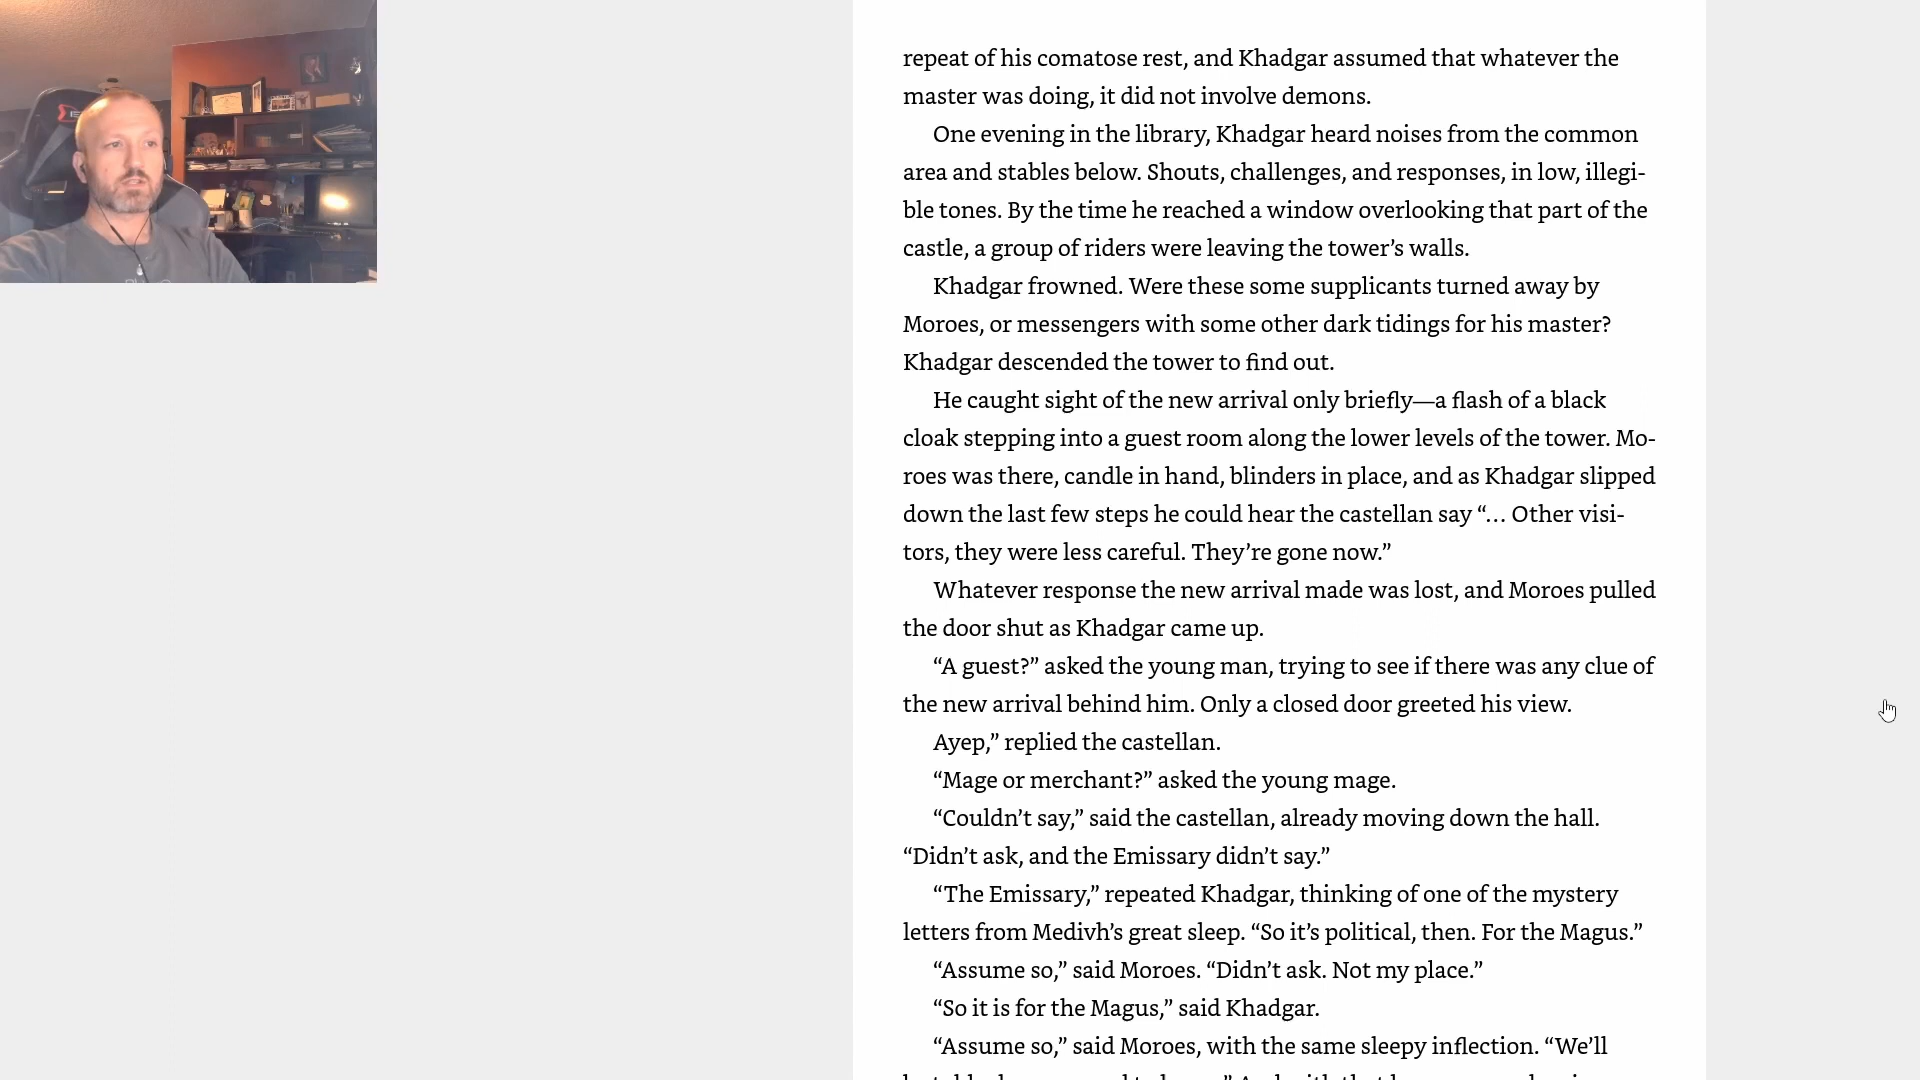 repeat of his comatose rest, and Khadgar assumed that whatever the
master was doing, it did not involve demons.
One evening in the library, Khadgar heard noises from the common
area and stables below. Shouts, challenges, and responses, in low, illegi-
ble tones. By the time he reached a window overlooking that part of the
castle, a group of riders were leaving the tower’s walls.
Khadgar frowned. Were these some supplicants turned away by
Moroes, or messengers with some other dark tidings for his master?
Khadgar descended the tower to find out.
He caught sight of the new arrival only briefly—a flash of a black
cloak stepping into a guest room along the lower levels of the tower. Mo-
roes was there, candle in hand, blinders in place, and as Khadgar slipped
down the last few steps he could hear the castellan say “… Other visi-
tors, they were less careful. They’re gone now.”
Whatever response the new arrival made was lost, and Moroes pulled
the door shut as Khadgar came up.
“A guest?” asked the young man, trying to see if there was any clue of
the new arrival behind him. Only a closed door greeted his view.
Ayep,” replied the castellan.
“Mage or merchant?” asked the young mage.
“Couldn’t say,” said the castellan, already moving down the hall.
“Didn’t ask, and the Emissary didn’t say.”
“The Emissary,” repeated Khadgar, thinking of one of the mystery
letters from Medivh’s great sleep. “So it’s political, then. For the Magus.”
“Assume so,” said Moroes. “Didn’t ask. Not my place.”
“So it is for the Magus,” said Khadgar.
“Assume so,” said Moroes, with the same sleepy inflection. “We’ll